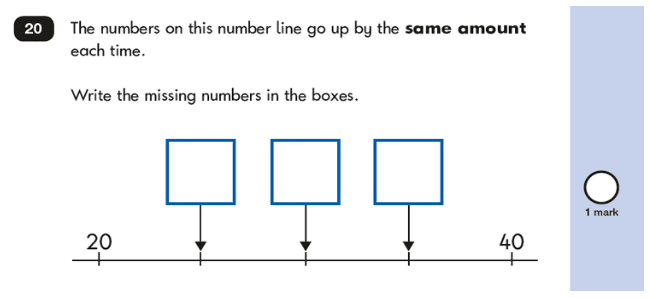 20 The numbers on this number line go up by the same amount
each time.
Write the missing numbers in the boxes.
20 40
1 mark